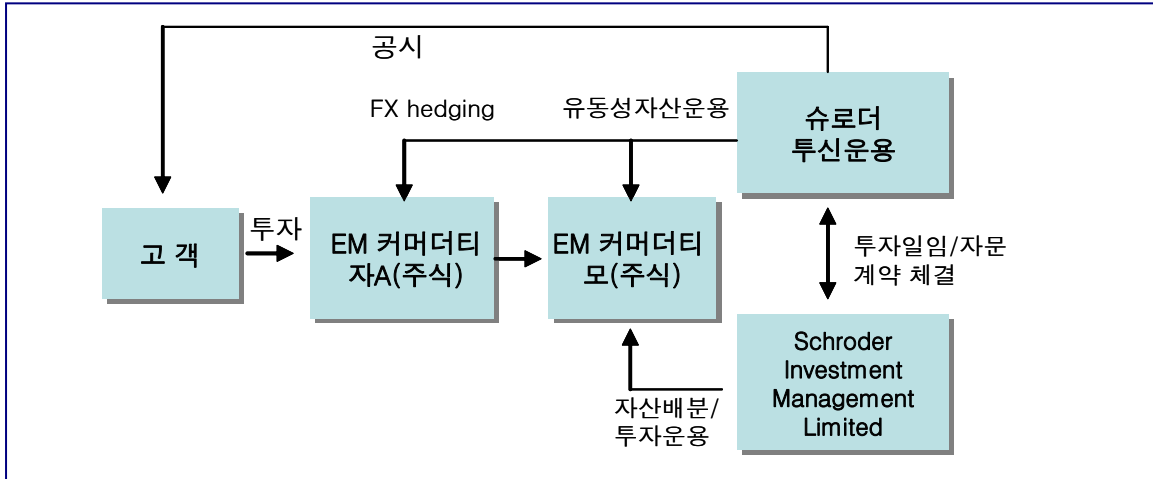 공시
FX hedging
유동성자산운용
슈로더
투신운용
고 객
투자
EM 커머더티
자A(주식)
EM 커머더티
모(주식)
투자일임/자문
계약 체결
자산배분/
투자운용
Schroder
Investment
Management
Limited